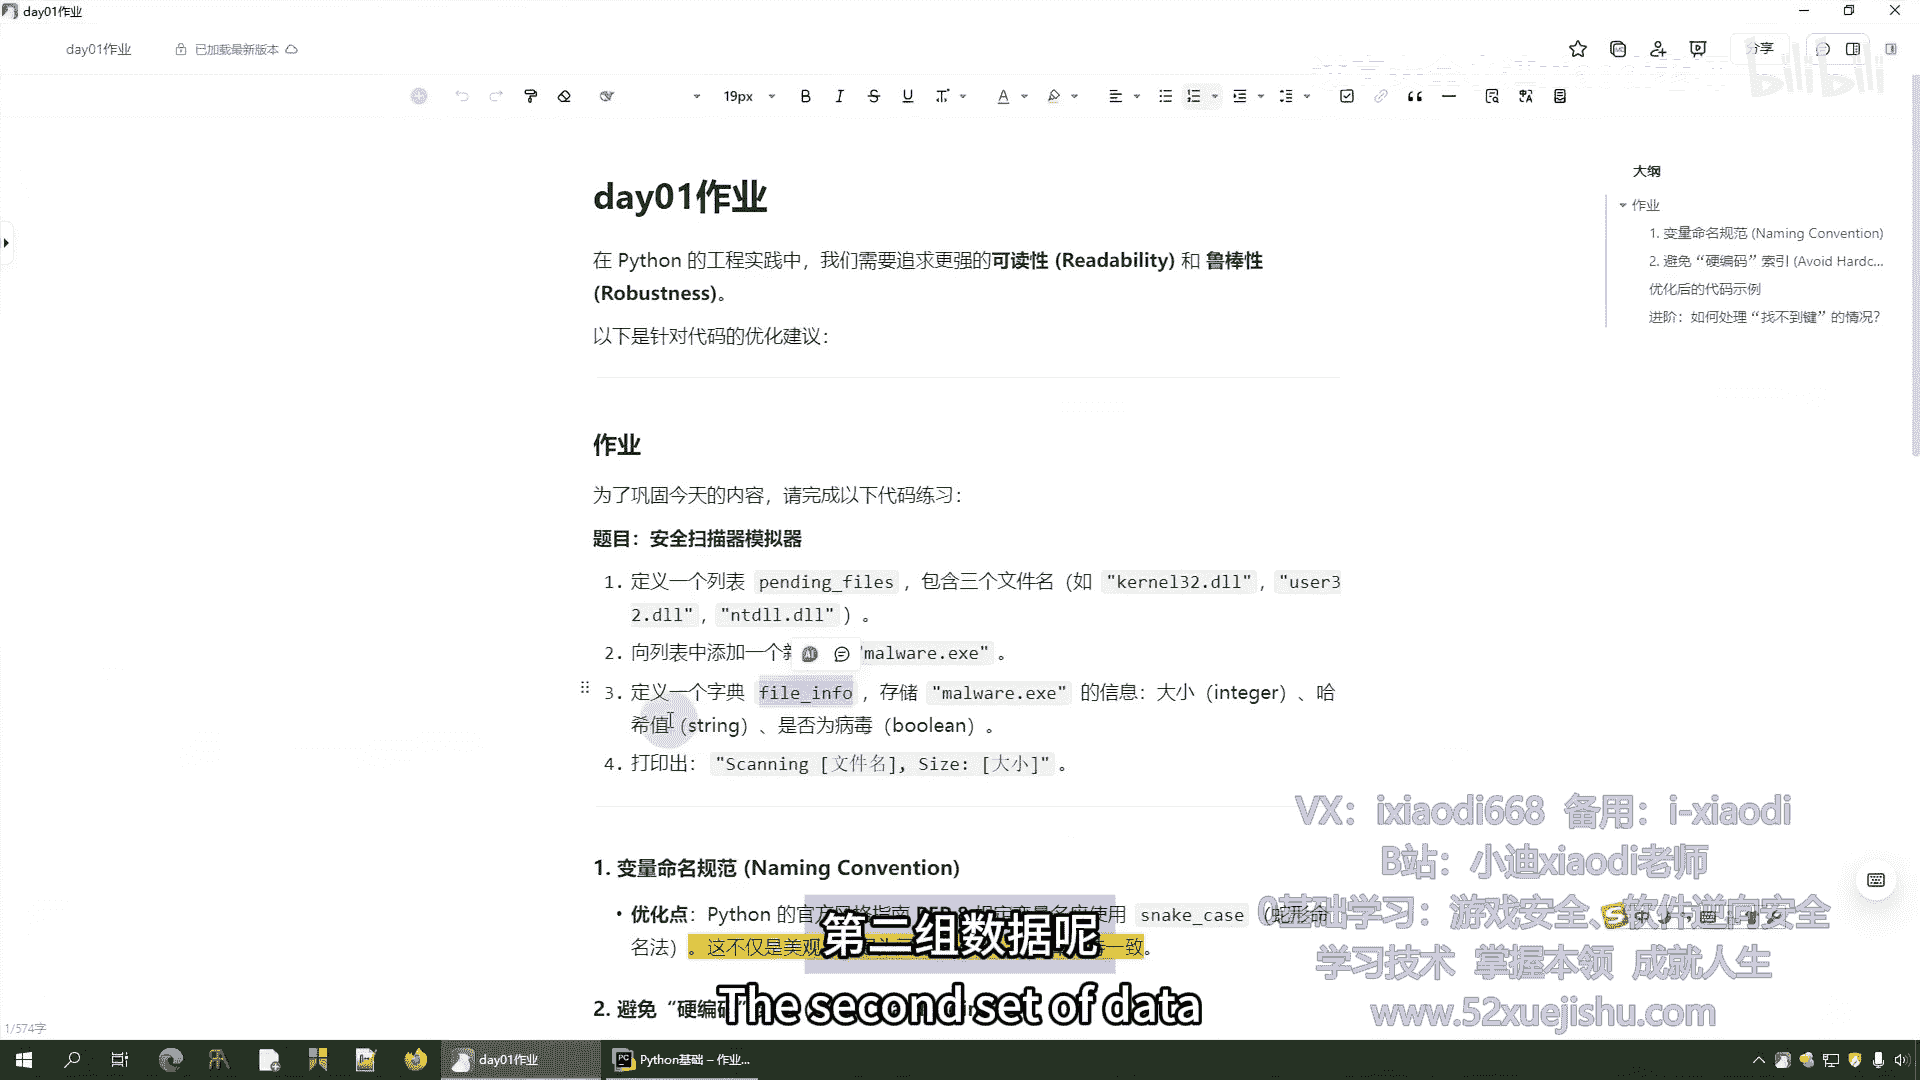 day01作业
day01作业
已加载最新版本
分享
bilibili
19px
day01作业
在 Python 的工程实践中，我们需要追求更强的可读性 (Readability) 和 鲁棒性
(Robustness)。
以下是针对代码的优化建议：
作业
为了巩固今天的内容，请完成以下代码练习：
题目：安全扫描器模拟器
1. 定义一个列表 pending_files ，包含三个文件名（如 "kernel32.dll"，"user3
2.dll"，"ntdll.dll"）。
2. 向列表中添加一个 "malware.exe"。
3. 定义一个字典 file_info ，存储 "malware.exe" 的信息：大小（integer）、哈
希值（string）、是否为病毒（boolean）。
4. 打印出： "Scanning [文件名], Size: [大小]"。
1. 变量命名规范 (Naming Convention)
• 优化点：Python 的官方 使用 snake_case （蛇形命
名法）。这不仅是美观 一致。
2. 避免“硬编码”
第二组数据呢
The second set of data
大纲
作业
1. 变量命名规范 (Naming Convention)
2. 避免“硬编码”索引 (Avoid Hardc...
优化后的代码示例
进阶：如何处理“找不到键”的情况？
VX：ixiaodi668 备用：i-xiaodi
B站：小迪xiaodi老师
0基础学习：游戏安全、软件逆向安全
学习技术 掌握本领 成就人生
www.52xuejishu.com
1/574字
day01作业
Python基础 – 作业...